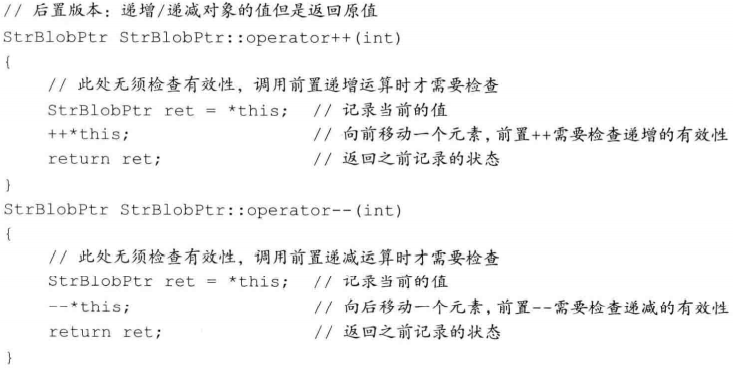 // 后置版本：递增/递减对象的值但是返回原值
StrBlobPtr StrBlobPtr::operator++(int)
{
    // 此处无须检查有效性，调用前置递增运算时才需要检查
    StrBlobPtr ret = *this;   // 记录当前的值
    ++*this;                  // 向前移动一个元素，前置++需要检查递增的有效性
    return ret;               // 返回之前记录的状态
}
StrBlobPtr StrBlobPtr::operator--(int)
{
    // 此处无须检查有效性，调用前置递减运算时才需要检查
    StrBlobPtr ret = *this;   // 记录当前的值
    --*this;                  // 向后移动一个元素，前置--需要检查递减的有效性
    return ret;               // 返回之前记录的状态
}